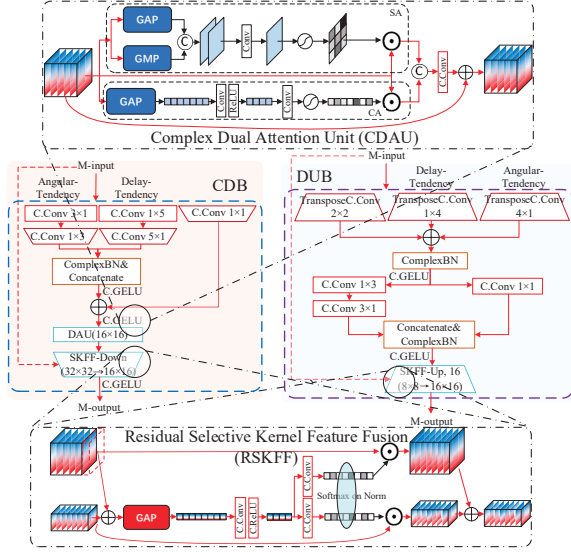 GAP
SA
GMP
C
Conv
C
C.Conv
GAP
Conv
ReLU
Conv
CA
Complex Dual Attention Unit (CDAU)
M-input
Angular-
Tendency
Delay-
Tendency
CDB
C.Conv 3×1
C.Conv 1×5
C.Conv 1×1
C.Conv 1×3
C.Conv 5×1
ComplexBN&
Concatenate
C.GELU
C.GELU
DAU(16×16)
SKFF-Down
(32×32→16×16)
C.GELU
M-output
M-input
DUB
Delay-
Tendency
Angular-
Tendency
TransposeC.Conv
2×2
TransposeC.Conv
1×4
TransposeC.Conv
4×1
ComplexBN
C.GELU
C.Conv 1×3
C.Conv 1×1
C.Conv 3×1
Concatenate&
ComplexBN
C.GELU
SKFF-Up, 16
(8×8→16×16)
M-output
Residual Selective Kernel Feature Fusion
(RSKFF)
GAP
C.Conv
C.ReLU
C.Conv
C.Conv
Softmax on Norm